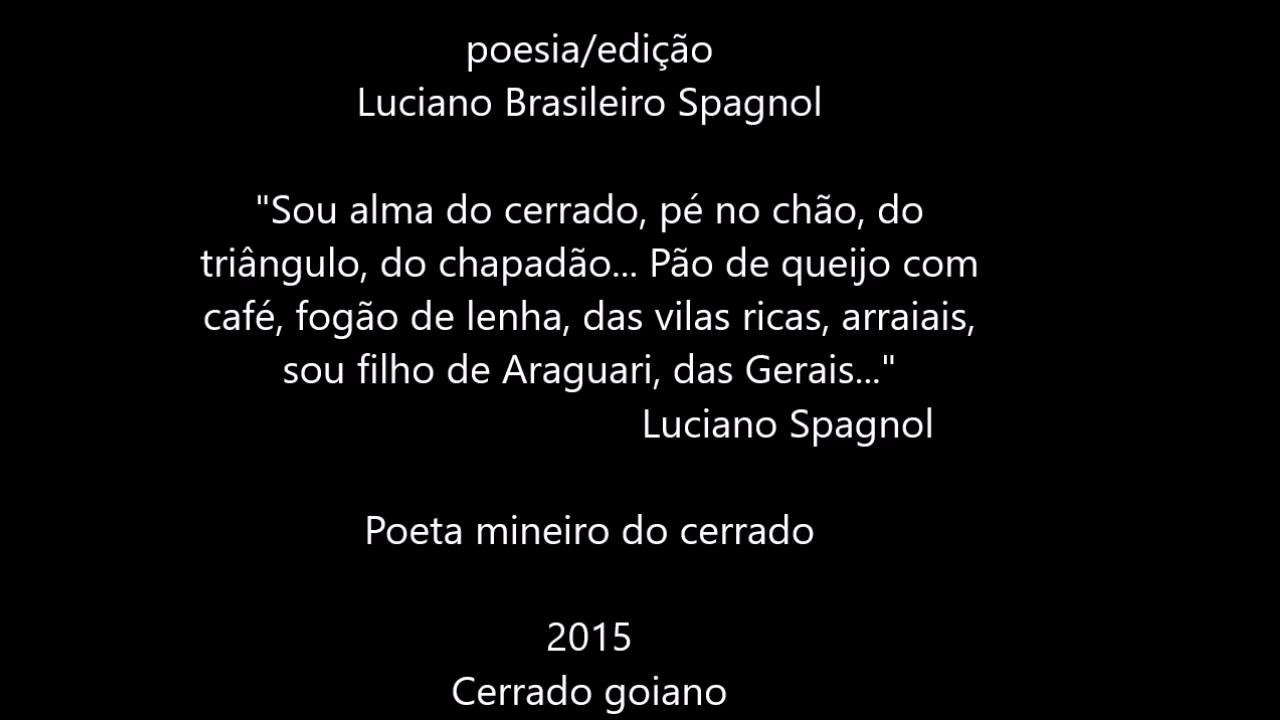 poesia/edição
Luciano Brasileiro Spagnol
"Sou alma do cerrado, pé no chão, do
triângulo, do chapadão... Pão de queijo com
café, fogão de lenha, das vilas ricas, arraiais,
sou filho de Araguari, das Gerais..."
Luciano Spagnol
Poeta mineiro do cerrado
2015
Cerrado goiano